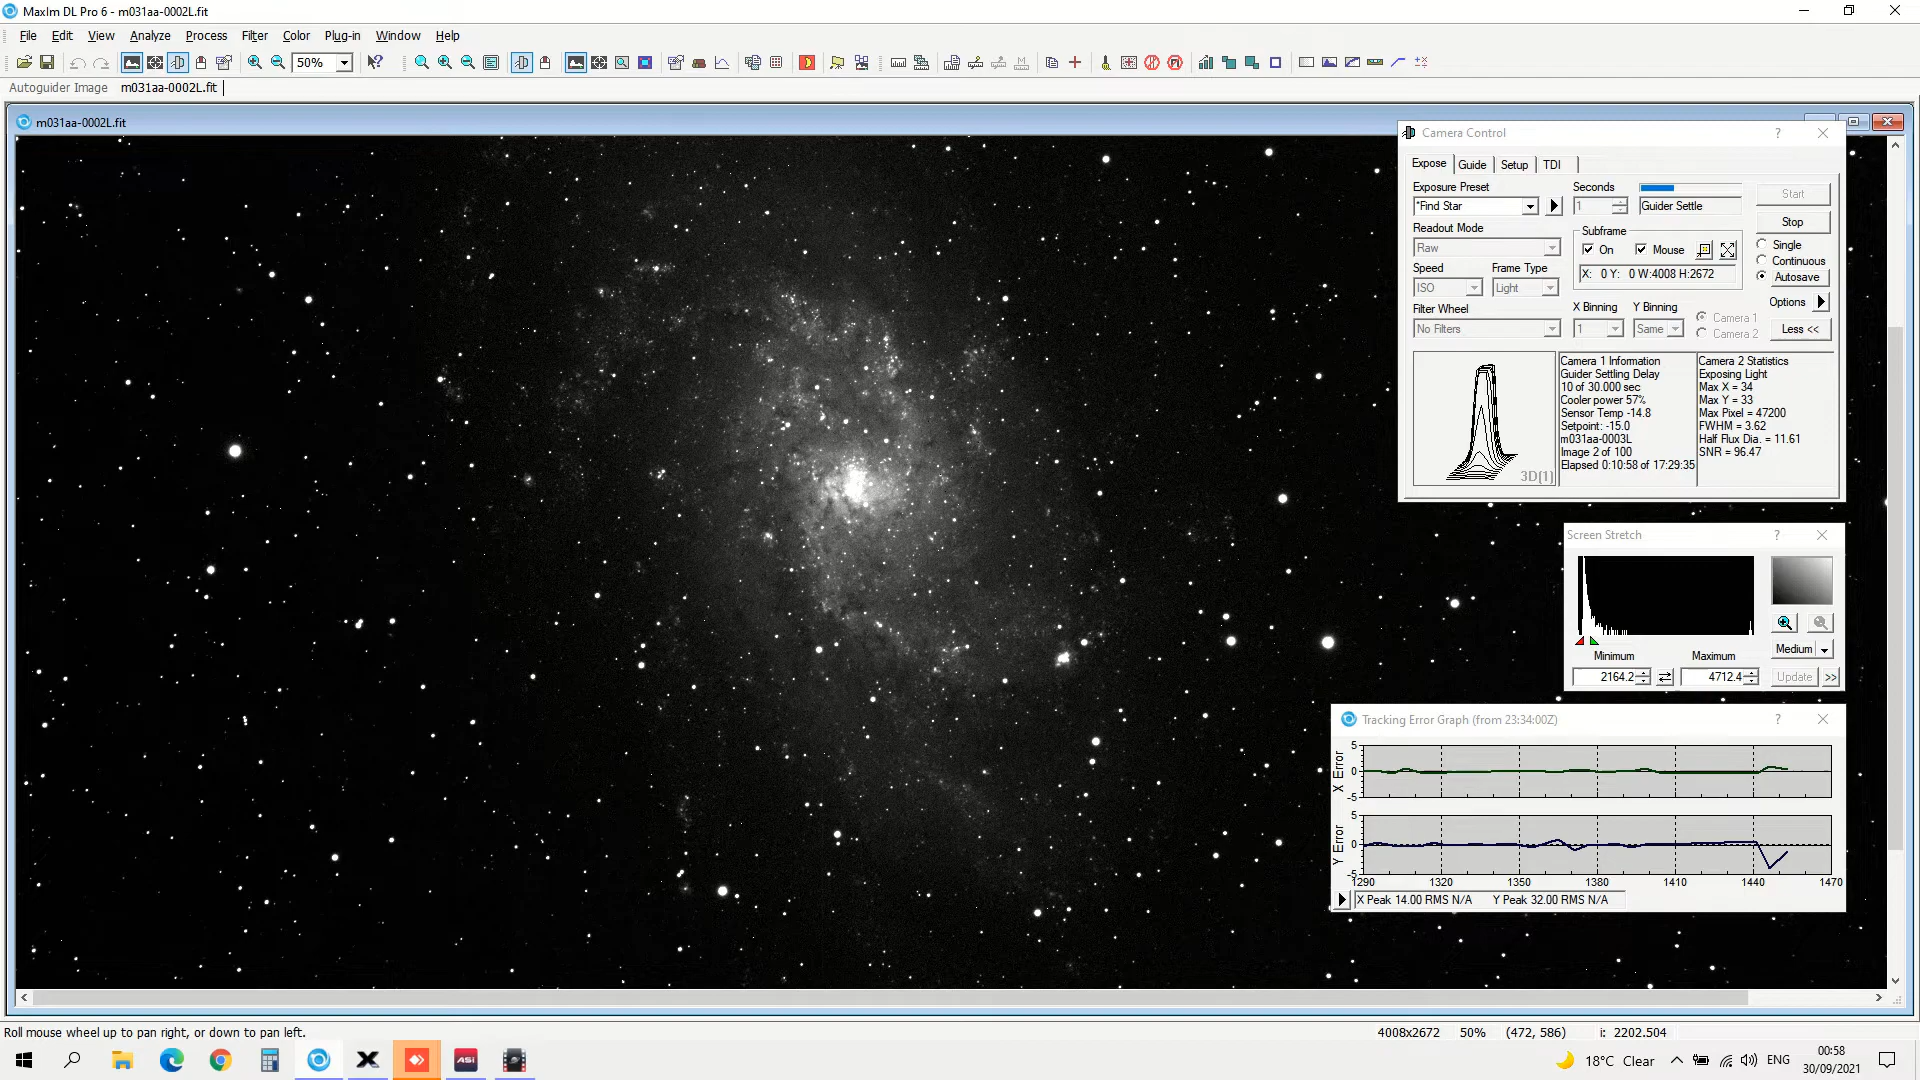 MaxIm DL Pro 6 - m031aa-0002L.fit
File Edit View Analyze Process Filter Color Plug-in Window Help
50%
Autoguider Image m031aa-0002L.fit
m031aa-0002L.fit
Camera Control
Expose Guide Setup TDI
Exposure Preset Seconds
*Find Star 1 Guider Settle Start
Readout Mode Stop
Raw
Subframe
On Mouse
Single
Continuous
Autosave
Speed Frame Type
ISO Light
X: 0 Y: 0 W:4008 H:2672
Filter Wheel X Binning Y Binning
No Filters 1 Same
Options
Camera 1
Camera 2
Less <<
3D[1]
Camera 1 Information
Guider Settling Delay
10 of 30.000 sec
Cooler power 57%
Sensor Temp -14.8
Setpoint: -15.0
m031aa-0003L
Image 2 of 100
Elapsed 0:10:58 of 17:29:35
Camera 2 Statistics
Exposing Light
Max X = 34
Max Y = 33
Max Pixel = 47200
FWHM = 3.62
Half Flux Dia. = 11.61
SNR = 96.47
Screen Stretch
Minimum Maximum Medium
2164.2 4712.4 Update >>
Tracking Error Graph (from 23:34:00Z)
X Error
5
0
-5
Y Error
5
0
-5
1290 1320 1350 1380 1410 1440 1470
X Peak 14.00 RMS N/A Y Peak 32.00 RMS N/A
Roll mouse wheel up to pan right, or down to pan left. 4008x2672 50% (472, 586) i: 2202.504
ASI
18°C Clear ENG
00:58
30/09/2021